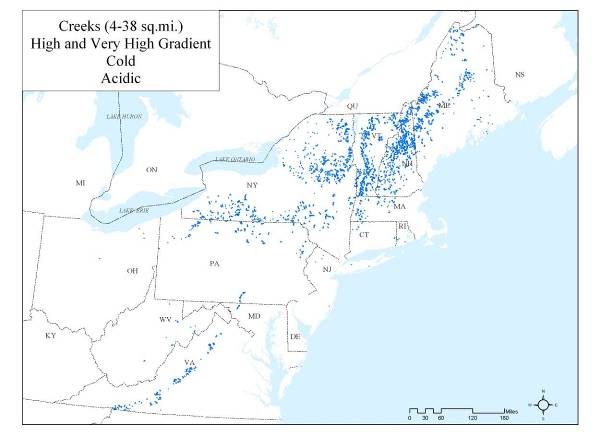 Creeks (4-38 sq.mi.)
High and Very High Gradient
Cold
Acidic
NS
ME
QU
LAKE HURON
VT
LAKE ONTARIO
NH
MI
ON
NY
LAKE ERIE
MA
CT
RI
PA
NJ
OH
MD
WV
DE
KY
VA
N
W
E
S
0 30 60 120 180
Miles